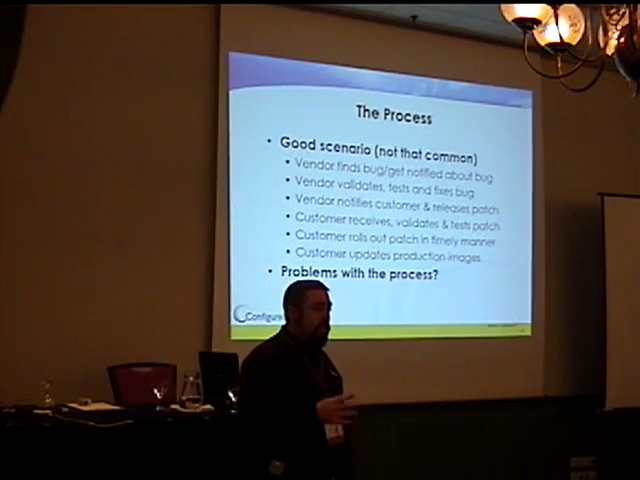 The Process
• Good scenario (not that common)
• Vendor finds bug/get notified about bug
• Vendor validates, tests and fixes bug
• Vendor notifies customer & releases patch
• Customer receives, validates & tests patch
• Customer rolls out patch in timely manner
• Customer updates production images
• Problems with the process?
Configure